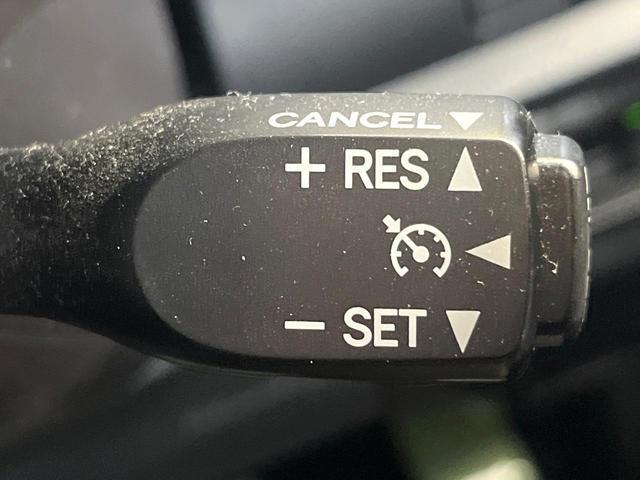 CANCEL ▼
+ RES ▲
◀
− SET ▼